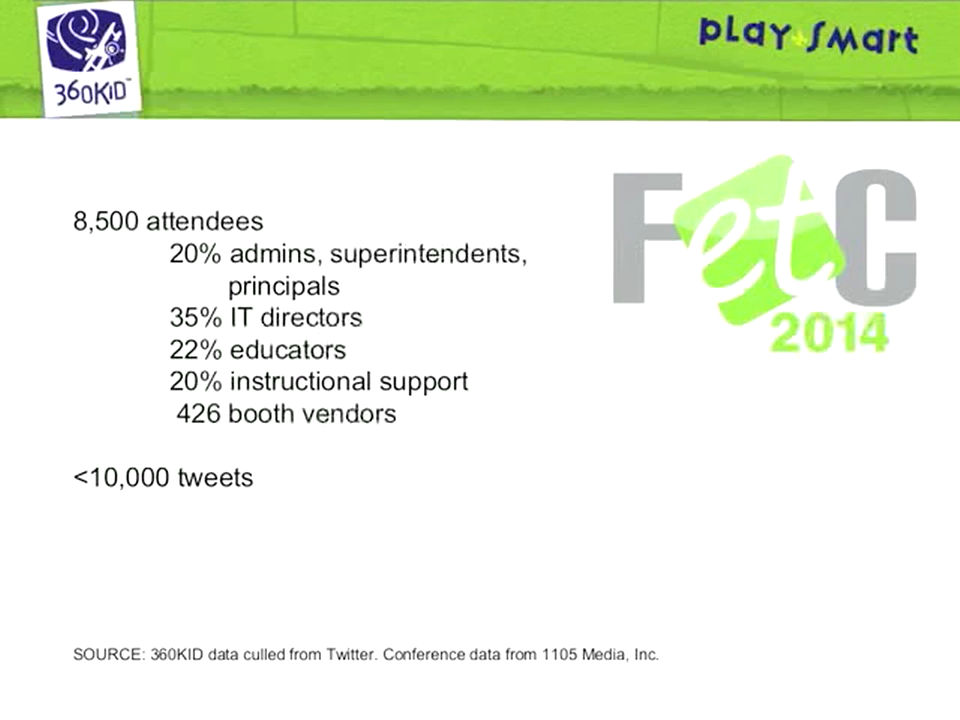 360KID™
play smart
FetC
2014
8,500 attendees
20% admins, superintendents,
principals
35% IT directors
22% educators
20% instructional support
426 booth vendors
<10,000 tweets
SOURCE: 360KID data culled from Twitter. Conference data from 1105 Media, Inc.